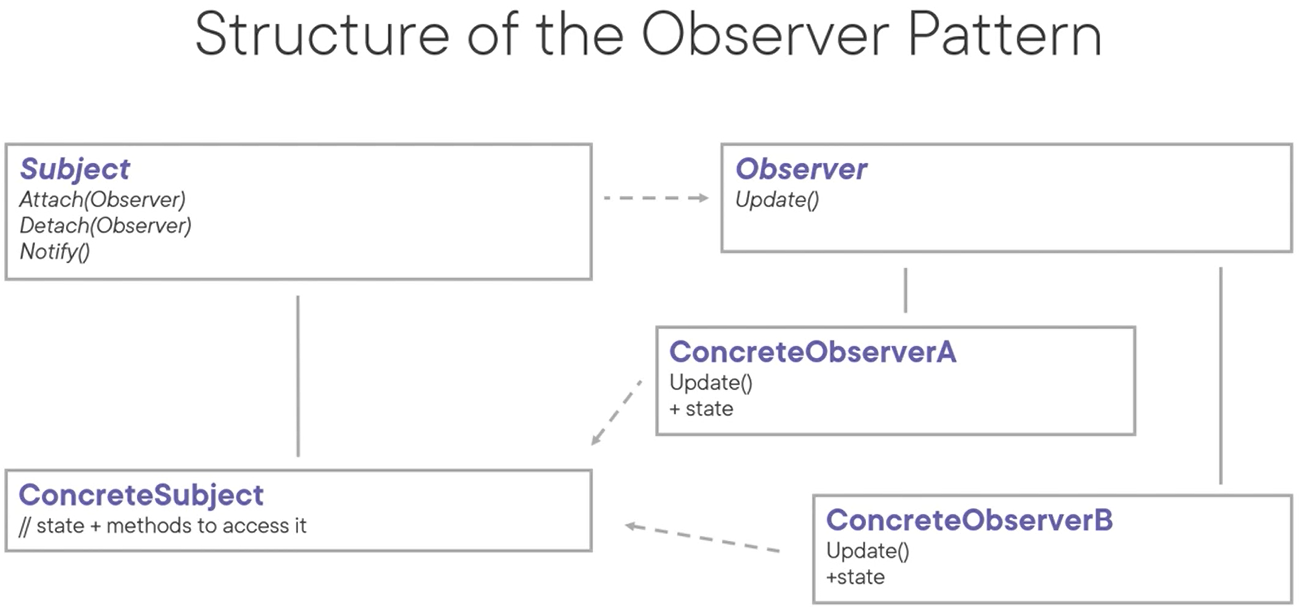 Structure of the Observer Pattern
Subject
Attach(Observer)
Detach(Observer)
Notify()
Observer
Update()
ConcreteObserverA
Update()
+ state
ConcreteSubject
// state + methods to access it
ConcreteObserverB
Update()
+state